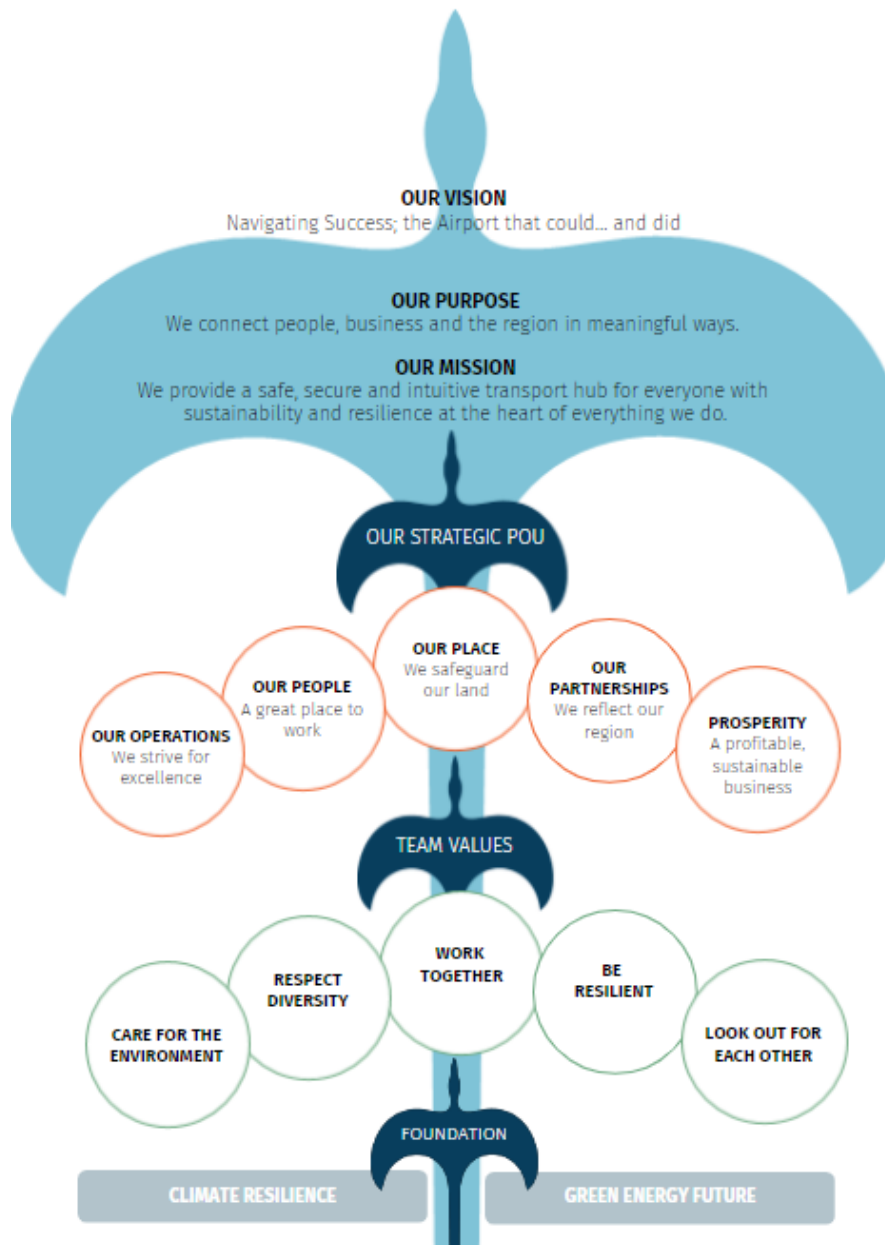 OUR VISION
Navigating Success; the Airport that could... and did
OUR PURPOSE
We connect people, business and the region in meaningful ways.
OUR MISSION
We provide a safe, secure and intuitive transport hub for everyone with
sustainability and resilience at the heart of everything we do.
OUR STRATEGIC POU
OUR OPERATIONS
We strive for
excellence
OUR PEOPLE
A great place to
work
OUR PLACE
We safeguard
our land
OUR
PARTNERSHIPS
We reflect our
region
PROSPERITY
A profitable,
sustainable
business
TEAM VALUES
CARE FOR THE
ENVIRONMENT
RESPECT
DIVERSITY
WORK
TOGETHER
BE
RESILIENT
LOOK OUT FOR
EACH OTHER
FOUNDATION
CLIMATE RESILIENCE
GREEN ENERGY FUTURE